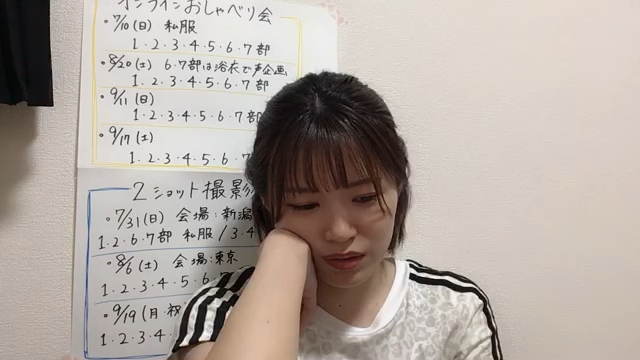 オンラインおしゃべり会
・7/10(日) 私服
1・2・3・4・5・6・7部
・8/20(土) 6・7部は浴衣で声企画
1・2・3・4・5・6・7部
・9/11(日)
1・2・3・4・5・6・7部
・9/17(土)
1・2・3・4・5・6
2ショット撮影
・7/31(日) 会場:新潟
1・2・6・7部 私服/3・4
・8/6(土) 会場:東京
1・2・3・4・5・6
・9/19(月・祝
1・2・3・4